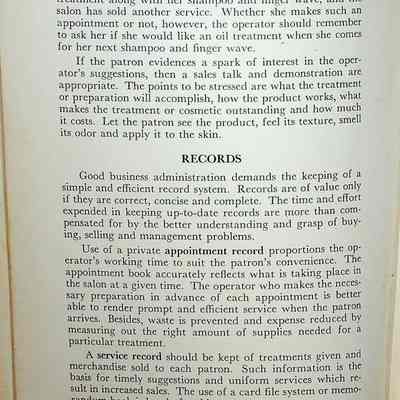 treatment along with her shampoo and finger wave, and the
salon has sold another service. Whether she makes such an
appointment or not, however, the operator should remember
to ask her if she would like an oil treatment when she comes
for her next shampoo and finger wave.
If the patron evidences a spark of interest in the oper-
ator's suggestions, then a sales talk and demonstration are
appropriate. The points to be stressed are what the treatment
or preparation will accomplish, how the product works, what
makes the treatment or cosmetic outstanding and how much
it costs. Let the patron see the product, feel its texture, smell
its odor and apply it to the skin.
RECORDS
Good business administration demands the keeping of a
simple and efficient record system. Records are of value only
if they are correct, concise and complete. The time and effort
expended in keeping up-to-date records are more than com-
pensated for by the better understanding and grasp of buy-
ing, selling and management problems.
Use of a private appointment record proportions the op-
erator's working time to suit the patron's convenience. The
appointment book accurately reflects what is taking place in
the salon at a given time. The operator who makes the neces-
sary preparation in advance of each appointment is better
able to render prompt and efficient service when the patron
arrives. Besides, waste is prevented and expense reduced by
measuring out the right amount of supplies needed for a
particular treatment.
A service record should be kept of treatments given and
merchandise sold to each patron. Such information is the
basis for timely suggestions and uniform services which re-
sult in increased sales. The use of a card file system or memo-